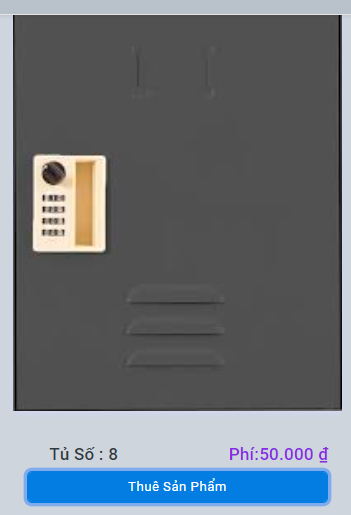 Tủ Số : 8 Phí:50.000 ₫
Thuê Sản Phẩm